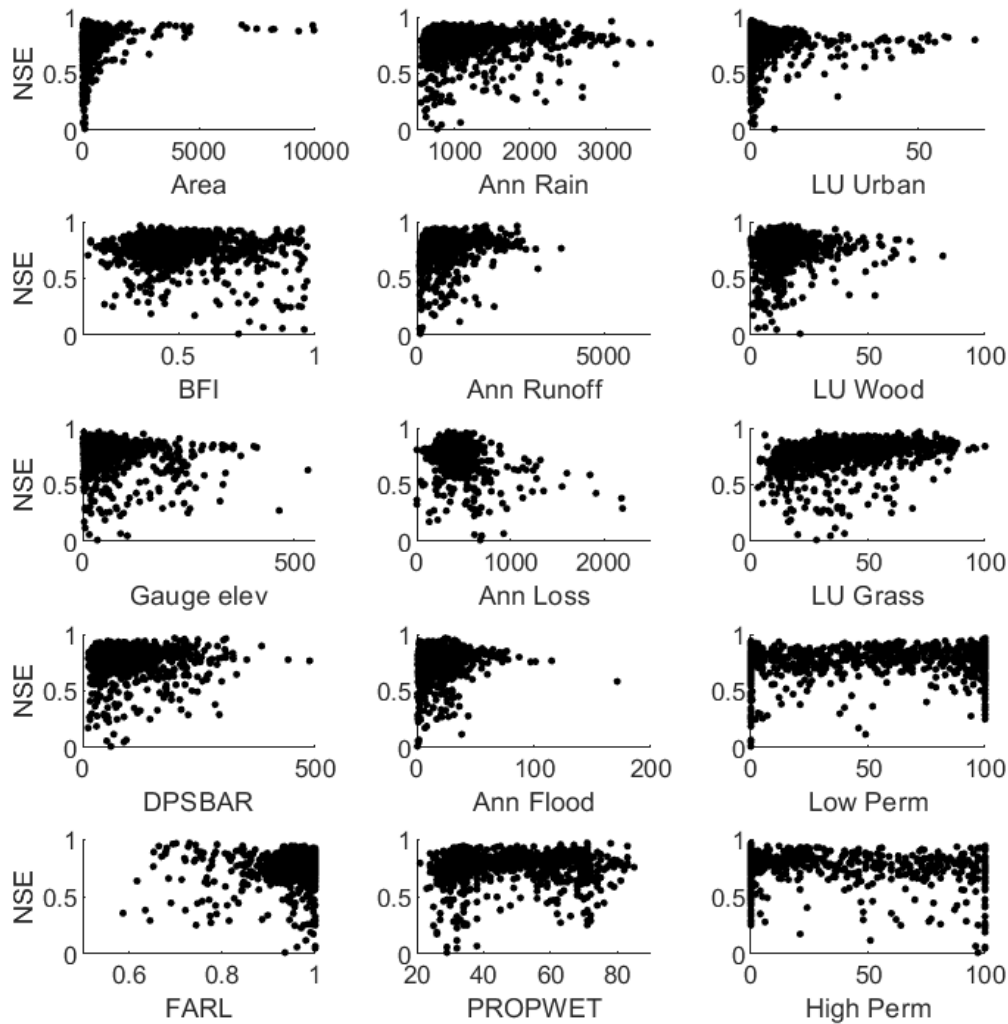 NSE
1
0.5
0
0 5000 10000
Area
1
0.5
0
1000 2000 3000
Ann Rain
1
0.5
0
0 50
LU Urban
NSE
1
0.5
0
0.5 1
BFI
1
0.5
0
0 5000
Ann Runoff
1
0.5
0
0 50 100
LU Wood
NSE
1
0.5
0
0 500
Gauge elev
1
0.5
0
0 1000 2000
Ann Loss
1
0.5
0
0 50 100
LU Grass
NSE
1
0.5
0
0 500
DPSBAR
1
0.5
0
0 100 200
Ann Flood
1
0.5
0
0 50 100
Low Perm
NSE
1
0.5
0
0.6 0.8 1
FARL
1
0.5
0
20 40 60 80
PROPWET
1
0.5
0
0 50 100
High Perm